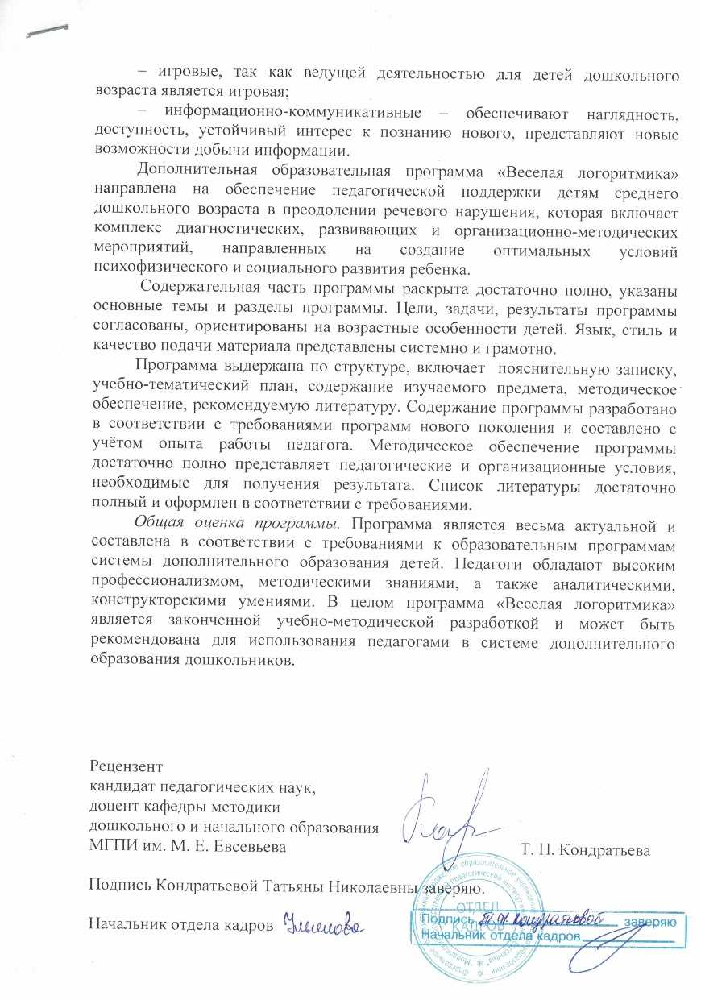 – игровые, так как ведущей деятельностью для детей дошкольного
возраста является игровая;
– информационно-коммуникативные – обеспечивают наглядность,
доступность, устойчивый интерес к познанию нового, представляют новые
возможности добычи информации.
Дополнительная образовательная программа «Веселая логоритмика»
направлена на обеспечение педагогической поддержки детям среднего
дошкольного возраста в преодолении речевого нарушения, которая включает
комплекс диагностических, развивающих и организационно-методических
мероприятий, направленных на создание оптимальных условий
психофизического и социального развития ребенка.
Содержательная часть программы раскрыта достаточно полно, указаны
основные темы и разделы программы. Цели, задачи, результаты программы
согласованы, ориентированы на возрастные особенности детей. Язык, стиль и
качество подачи материала представлены системно и грамотно.
Программа выдержана по структуре, включает пояснительную записку,
учебно-тематический план, содержание изучаемого предмета, методическое
обеспечение, рекомендуемую литературу. Содержание программы разработано
в соответствии с требованиями программ нового поколения и составлено с
учётом опыта работы педагога. Методическое обеспечение программы
достаточно полно представляет педагогические и организационные условия,
необходимые для получения результата. Список литературы достаточно
полный и оформлен в соответствии с требованиями.
Общая оценка программы. Программа является весьма актуальной и
составлена в соответствии с требованиями к образовательным программам
системы дополнительного образования детей. Педагоги обладают высоким
профессионализмом, методическими знаниями, а также аналитическими,
конструкторскими умениями. В целом программа «Веселая логоритмика»
является законченной учебно-методической разработкой и может быть
рекомендована для использования педагогами в системе дополнительного
образования дошкольников.
Рецензент
кандидат педагогических наук,
доцент кафедры методики
дошкольного и начального образования
МГПИ им. М. Е. Евсевьева Т. Н. Кондратьева
Подпись Кондратьевой Татьяны Николаевны заверяю.
ОТДЕЛ
КАДРОВ
Подпись Т.Н. Кондратьевой заверяю
Начальник отдела кадров
Начальник отдела кадров